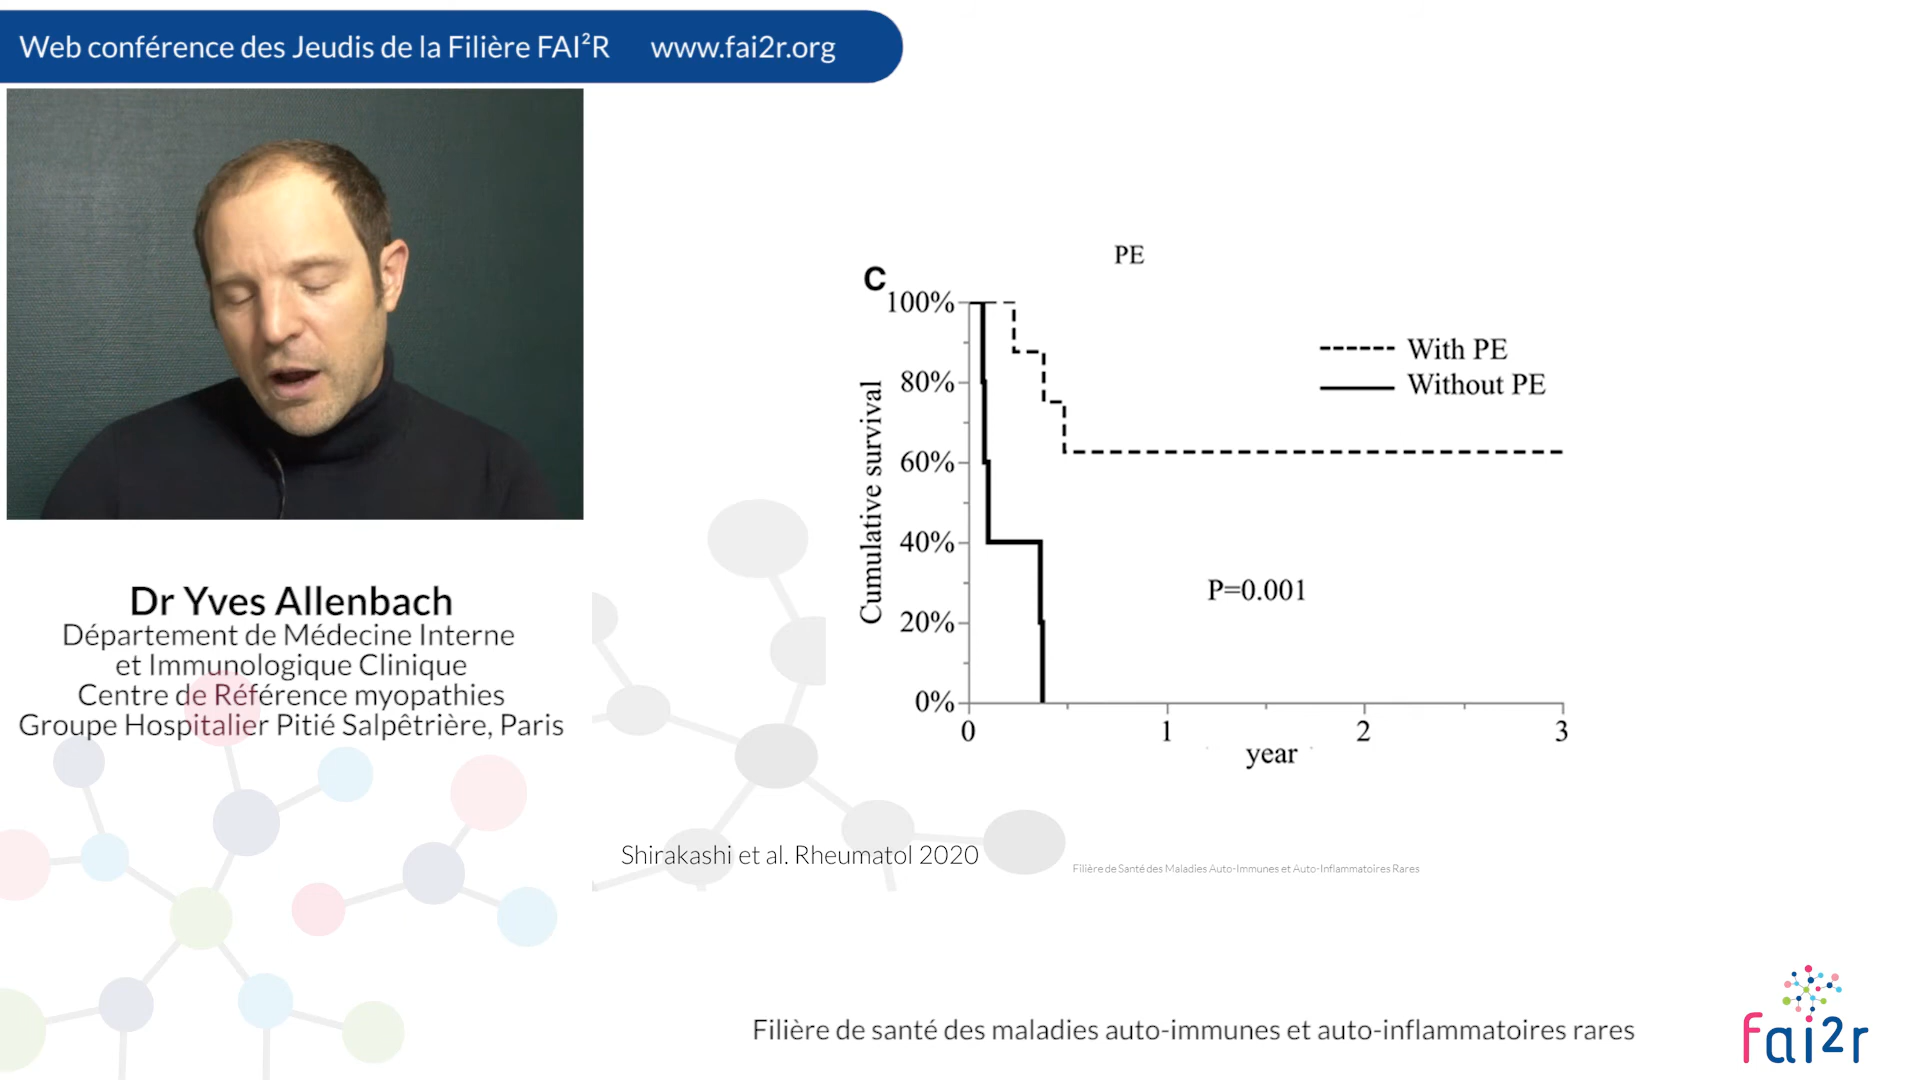 Web conférence des Jeudis de la Filière FAI²R www.fai2r.org
Dr Yves Allenbach
Département de Médecine Interne
et Immunologique Clinique
Centre de Référence myopathies
Groupe Hospitalier Pitié Salpêtrière, Paris
PE
C
100%
80%
60%
40%
20%
0%
Cumulative survival
With PE
Without PE
P=0.001
0 1 2 3
year
Shirakashi et al. Rheumatol 2020
Filière de Santé des Maladies Auto-Immunes et Auto-Inflammatoires Rares
Filière de santé des maladies auto-immunes et auto-inflammatoires rares
fai2r